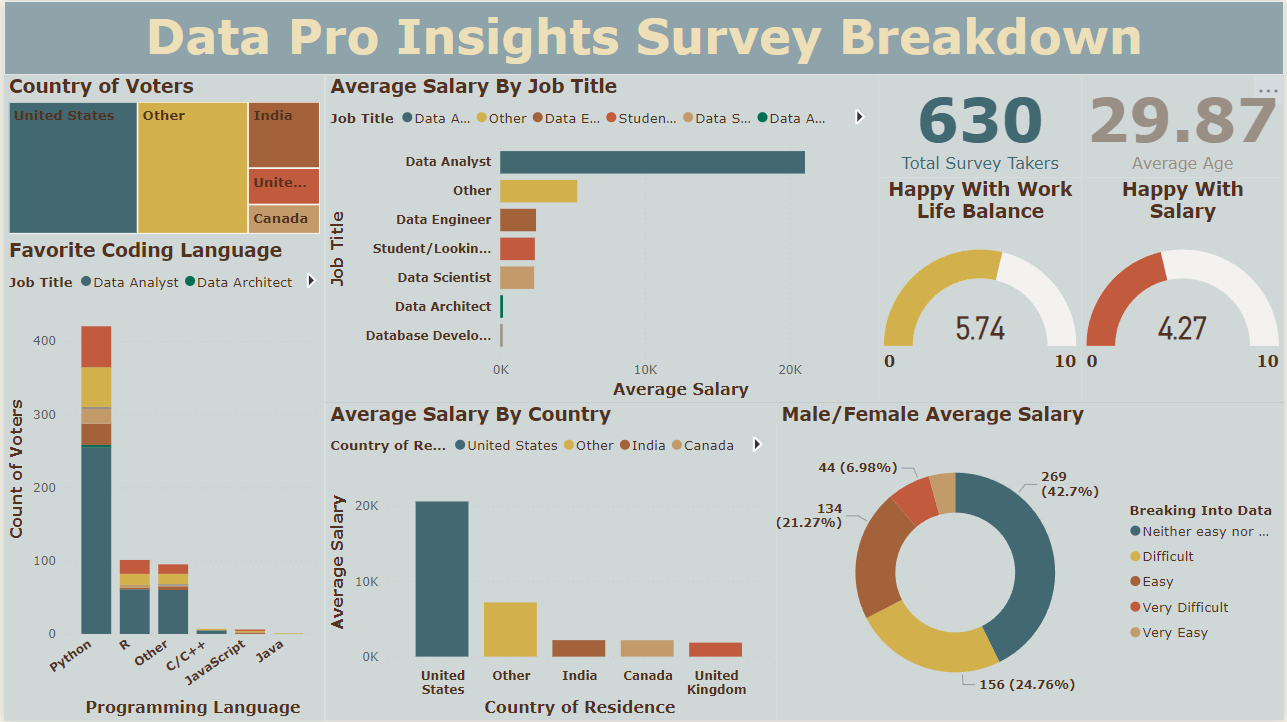 Data Pro Insights Survey Breakdown
Country of Voters
United States
Other
India
Unite...
Canada
Average Salary By Job Title
Job Title
Data A...
Other
Data E...
Studen...
Data S...
Data A...
Job Title
Data Analyst
Other
Data Engineer
Student/Lookin...
Data Scientist
Data Architect
Database Develo...
0K
10K
20K
Average Salary
630
Total Survey Takers
29.87
Average Age
Happy With Work
Life Balance
5.74
0
10
Happy With
Salary
4.27
0
10
Favorite Coding Language
Job Title
Data Analyst
Data Architect
Count of Voters
400
300
200
100
0
Python
R
Other
C/C++
JavaScript
Java
Programming Language
Average Salary By Country
Country of Re...
United States
Other
India
Canada
Average Salary
20K
10K
0K
United
States
Other
India
Canada
United
Kingdom
Country of Residence
Male/Female Average Salary
44 (6.98%)
269
(42.7%)
134
(21.27%)
156 (24.76%)
Breaking Into Data
Neither easy nor ...
Difficult
Easy
Very Difficult
Very Easy